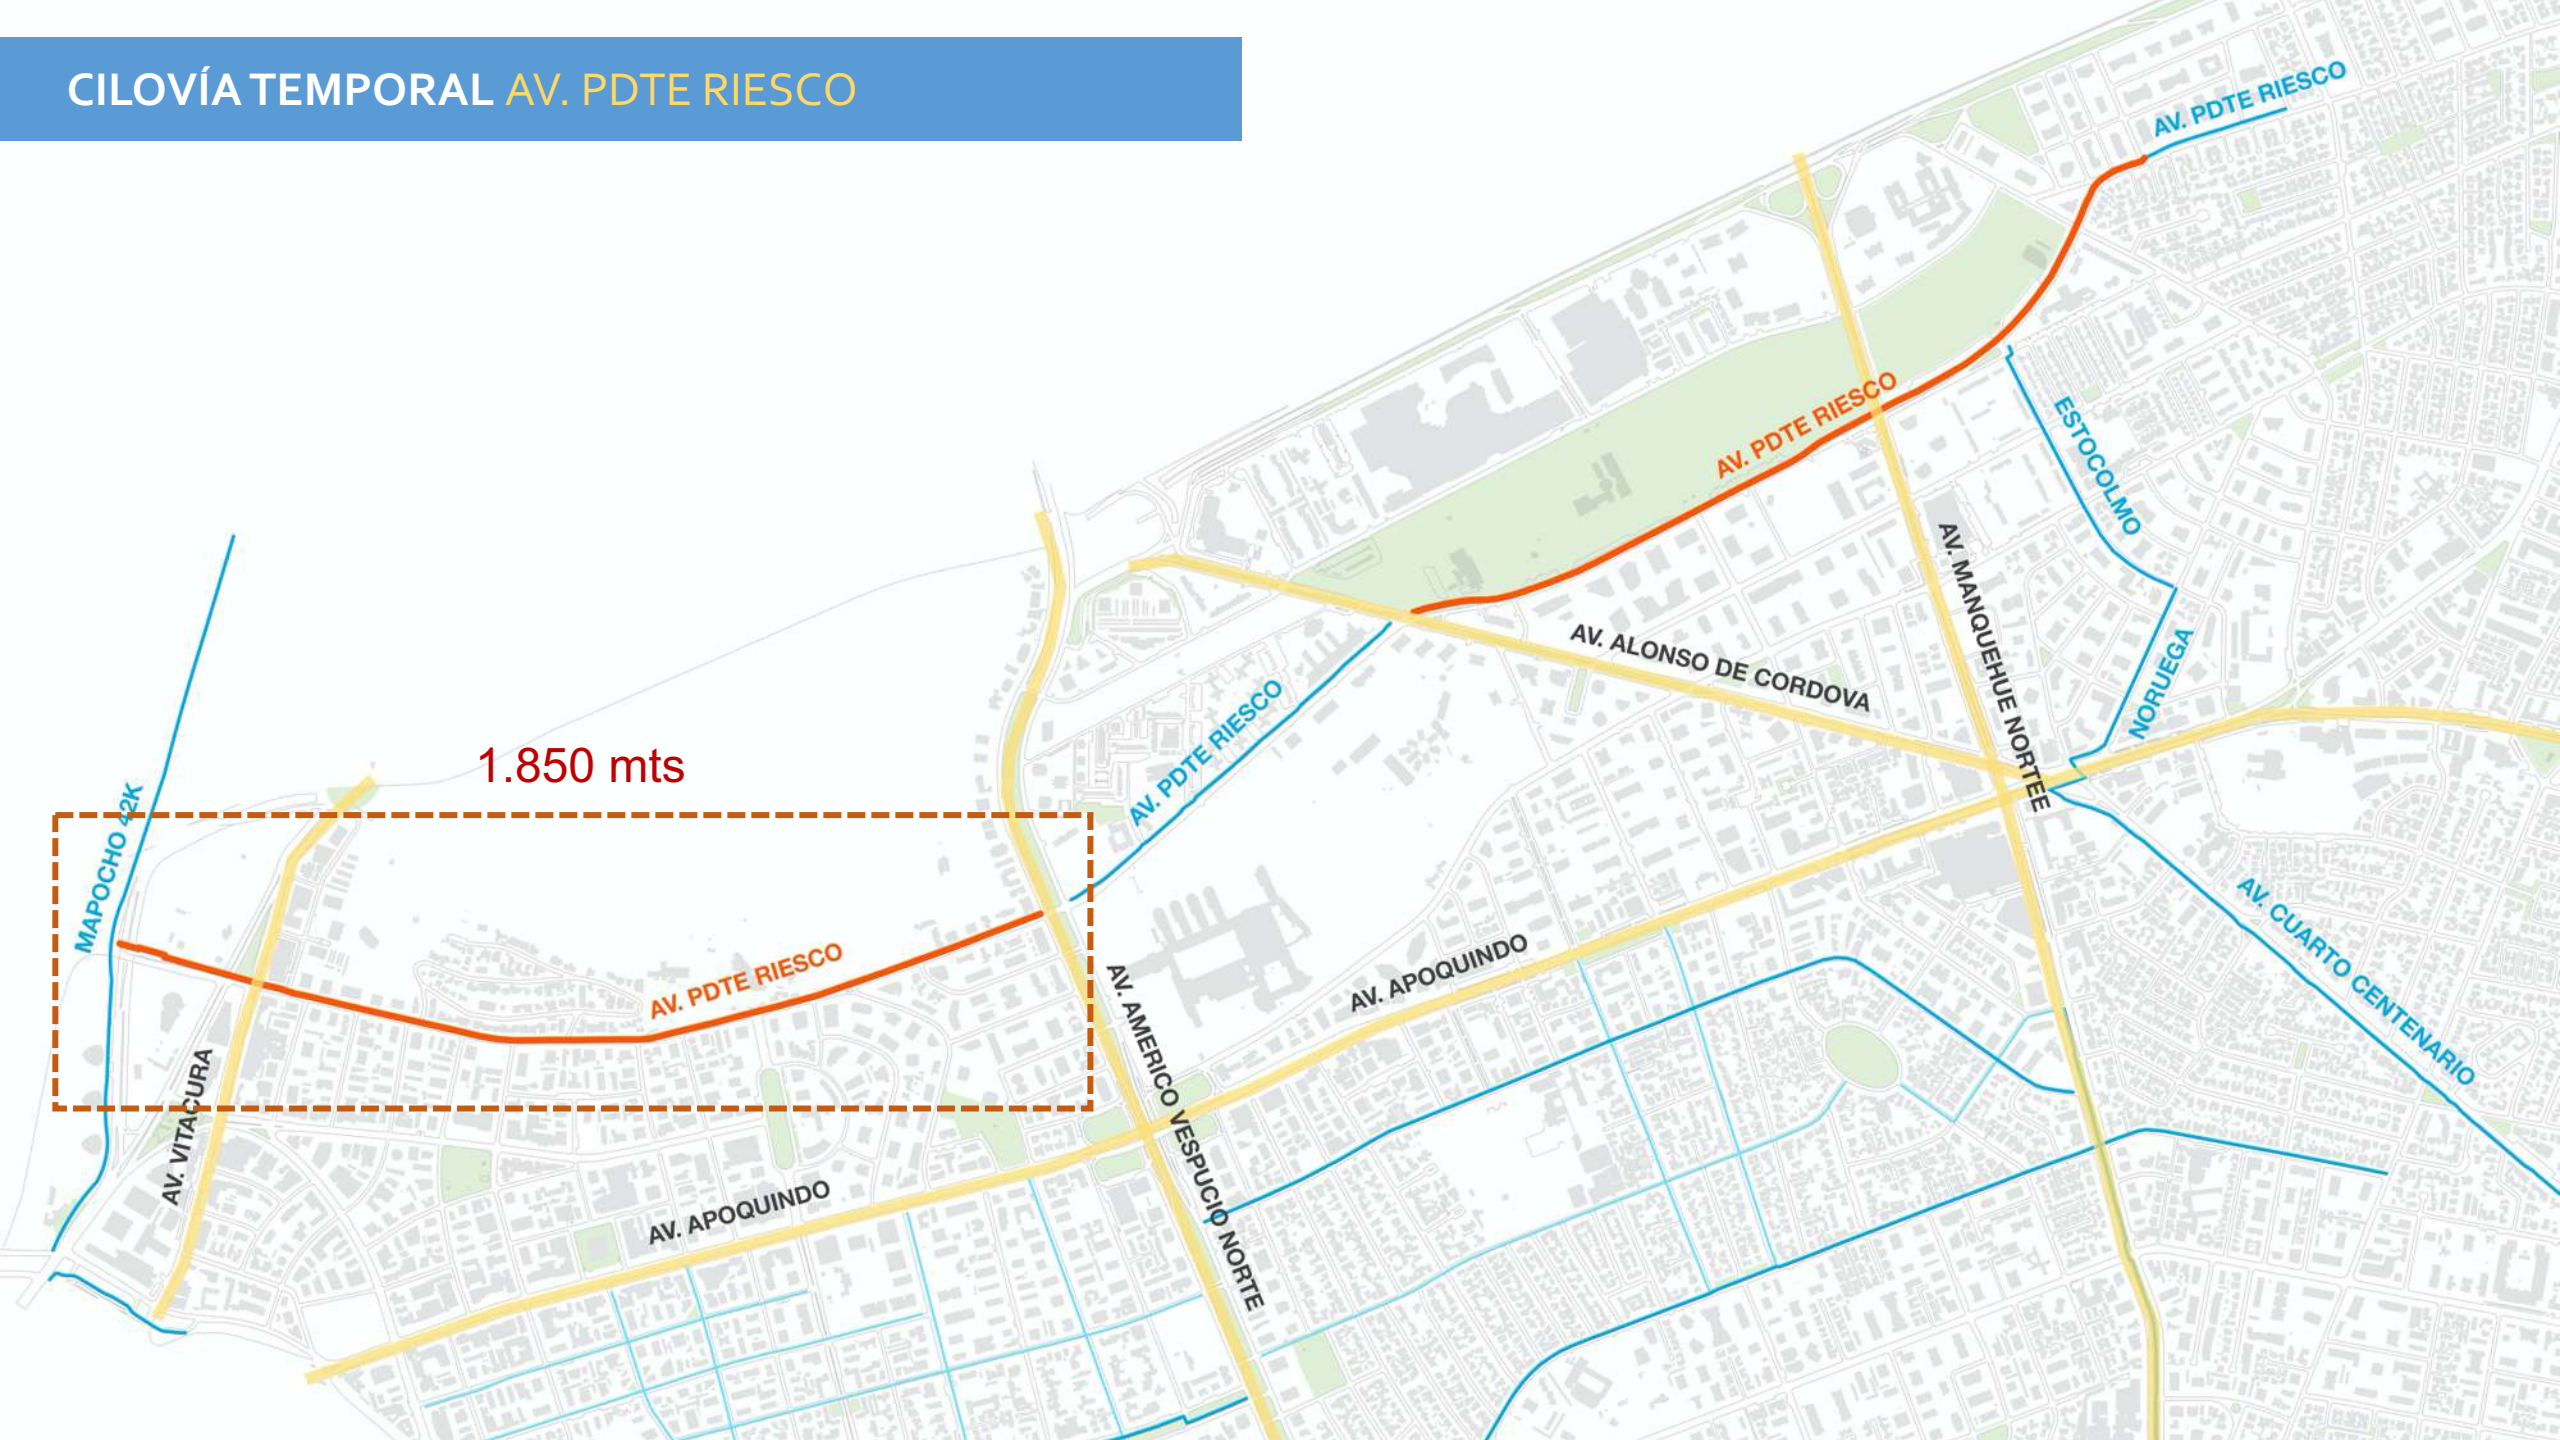 CILOVÍA TEMPORAL AV. PDTE RIESCO
AV. PDTE RIESCO
AV. PDTE RIESCO
ESTOCOLMO
AV. MANQUEHUE NORTEE
AV. ALONSO DE CORDOVA
NORUEGA
AV. PDTE RIESCO
1.850 mts
MAPOCHO 42K
AV. CUARTO CENTENARIO
AV. PDTE RIESCO
AV. APOQUINDO
AV. AMERICO VESPUCIO NORTE
AV. VITACURA
AV. APOQUINDO